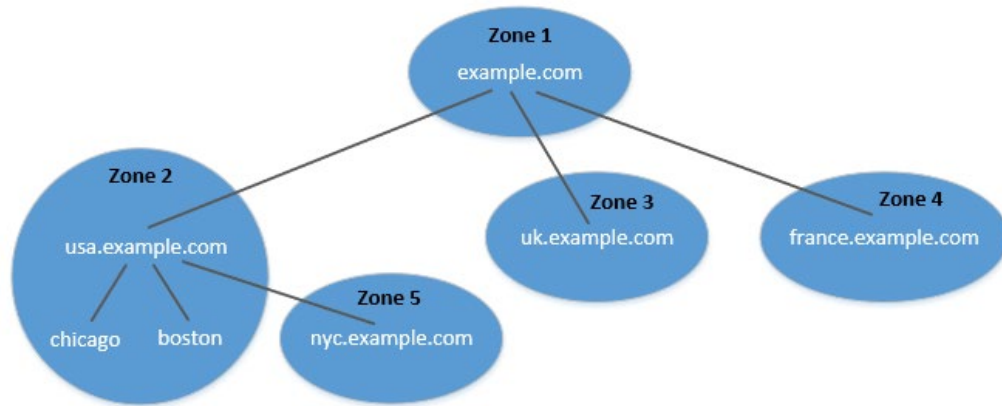 Zone 1
example.com
Zone 2
usa.example.com
chicago
boston
Zone 3
uk.example.com
Zone 4
france.example.com
Zone 5
nyc.example.com